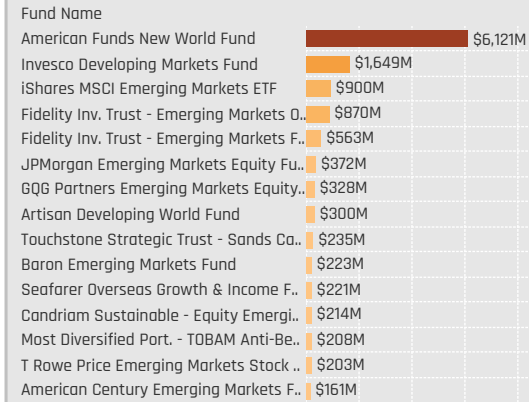 Fund Name
American Funds New World Fund $6,121M
Invesco Developing Markets Fund $1,649M
iShares MSCI Emerging Markets ETF $900M
Fidelity Inv. Trust - Emerging Markets O.. $870M
Fidelity Inv. Trust - Emerging Markets F.. $563M
JPMorgan Emerging Markets Equity Fu.. $372M
GQG Partners Emerging Markets Equity.. $328M
Artisan Developing World Fund $300M
Touchstone Strategic Trust - Sands Ca.. $235M
Baron Emerging Markets Fund $223M
Seafarer Overseas Growth & Income F.. $221M
Candriam Sustainable - Equity Emergi.. $214M
Most Diversified Port. - TOBAM Anti-Be.. $208M
T Rowe Price Emerging Markets Stock .. $203M
American Century Emerging Markets F.. $161M